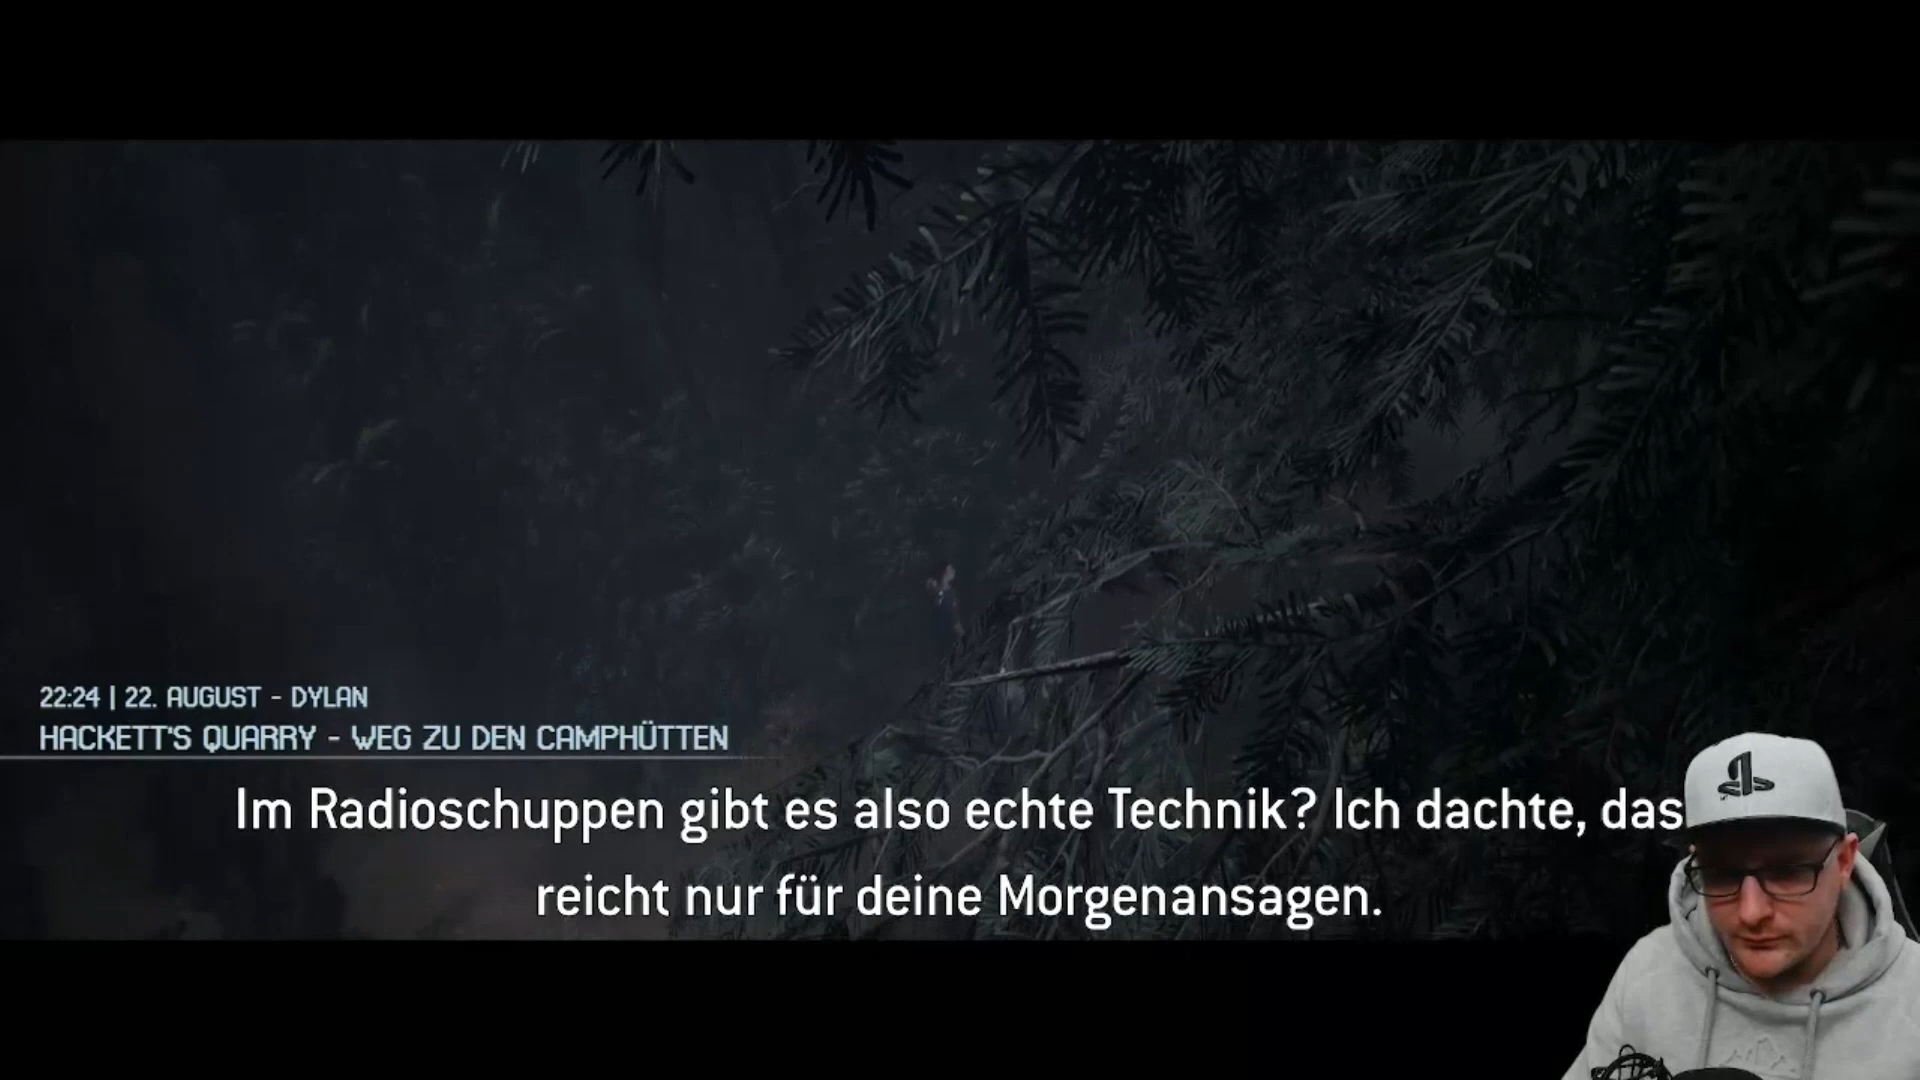 22:24 | 22. AUGUST - DYLAN
HACKETT'S QUARRY - WEG ZU DEN CAMPHÜTTEN
Im Radioschuppen gibt es also echte Technik? Ich dachte, das
reicht nur für deine Morgenansagen.